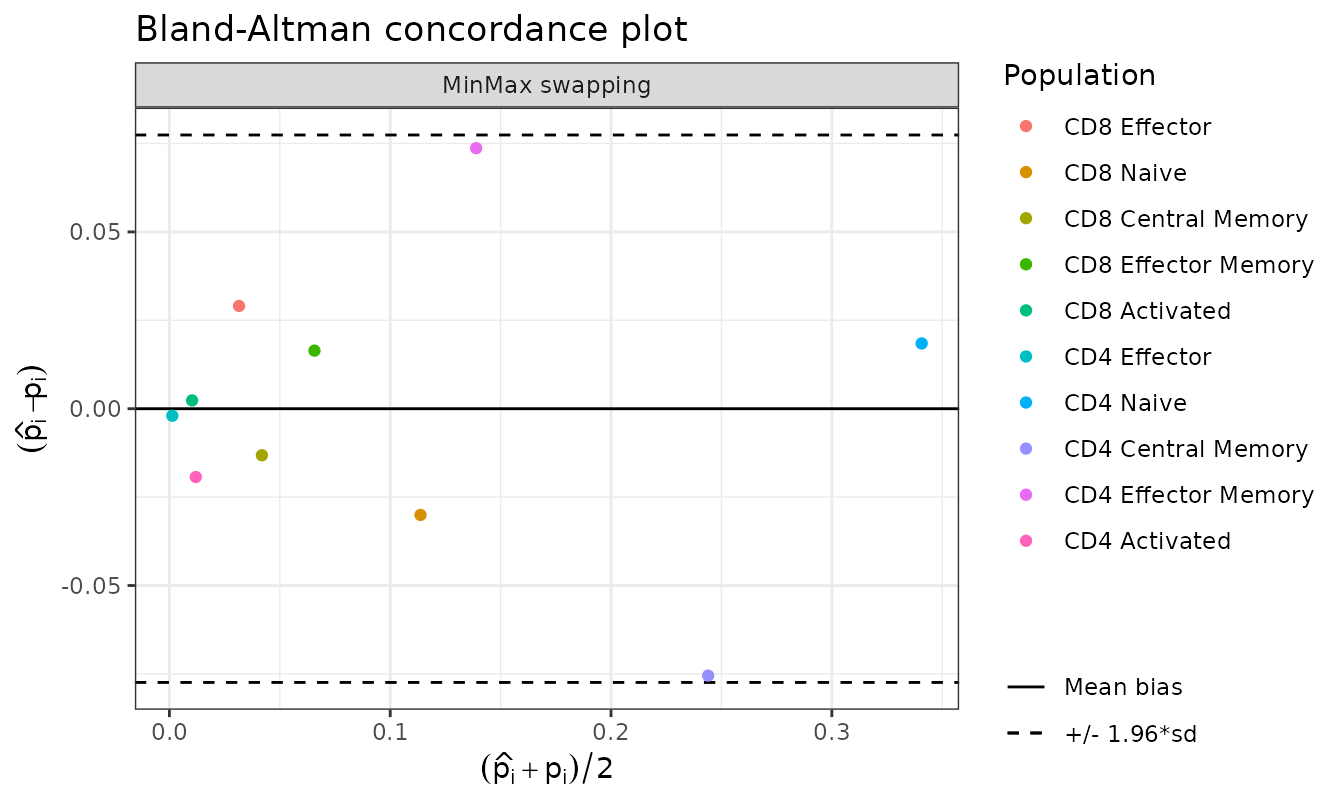 Bland-Altman concordance plot
MinMax swapping
0.05
0.00
-0.05
(p̂ᵢ−pᵢ)
0.0 0.1 0.2 0.3
(p̂ᵢ + pᵢ)/2
Population
CD8 Effector
CD8 Naive
CD8 Central Memory
CD8 Effector Memory
CD8 Activated
CD4 Effector
CD4 Naive
CD4 Central Memory
CD4 Effector Memory
CD4 Activated
Mean bias
+/- 1.96*sd